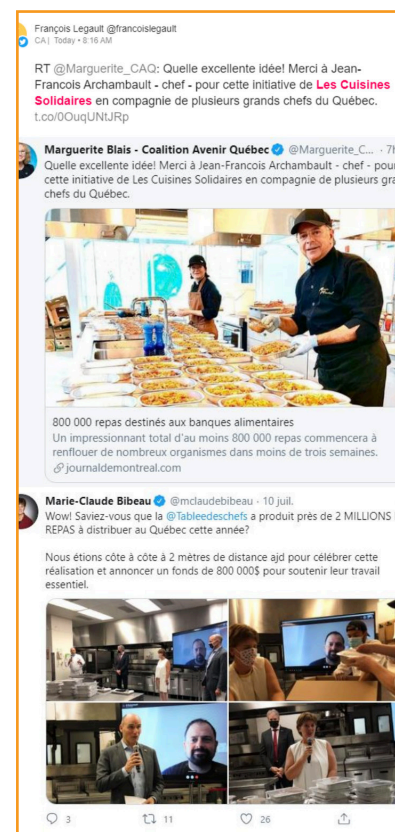 François Legault @francoislegault
CA | Today • 8:16 AM
RT @Marguerite_CAQ: Quelle excellente idée! Merci à Jean-
Francois Archambault - chef - pour cette initiative de Les Cuisines
Solidaires en compagnie de plusieurs grands chefs du Québec.
t.co/0OuqUNtJRp
Marguerite Blais - Coalition Avenir Québec @Marguerite_C... · 7h
Quelle excellente idée! Merci à Jean-Francois Archambault - chef - pour
cette initiative de Les Cuisines Solidaires en compagnie de plusieurs gra
chefs du Québec.
800 000 repas destinés aux banques alimentaires
Un impressionnant total d'au moins 800 000 repas commencera à
renflouer de nombreux organismes dans moins de trois semaines.
journaldemontreal.com
Marie-Claude Bibeau @mclaudebibeau · 10 juil.
Wow! Saviez-vous que la @Tableedeschefs a produit près de 2 MILLIONS
REPAS à distribuer au Québec cette année?
Nous étions côte à côte à 2 mètres de distance ajd pour célébrer cette
réalisation et annoncer un fonds de 800 000$ pour soutenir leur travail
essentiel.
3 11 26